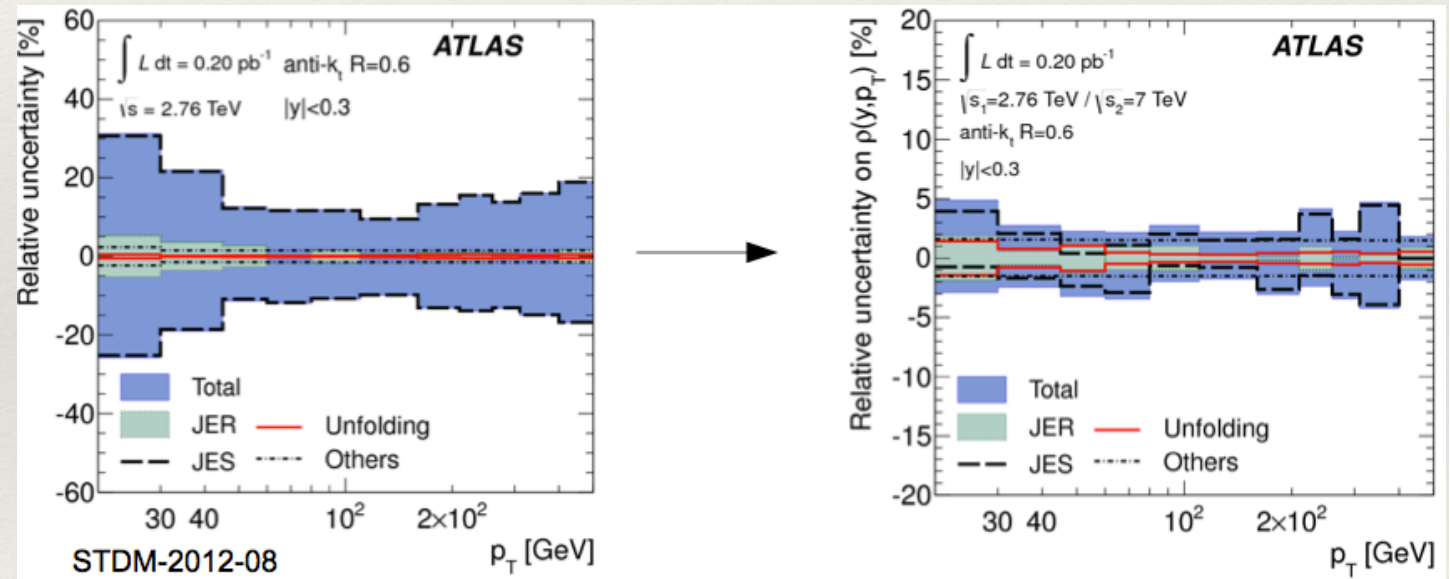 Relative uncertainty [%]
60
40
20
0
-20
-40
-60
ATLAS
∫ L dt = 0.20 pb⁻¹ anti-kₜ R=0.6
√s = 2.76 TeV |y|<0.3
Total
JER
Unfolding
JES
Others
30 40 10² 2×10²
p_T [GeV]
STDM-2012-08
Relative uncertainty on ρ(y,p_T) [%]
20
15
10
5
0
-5
-10
-15
-20
ATLAS
∫ L dt = 0.20 pb⁻¹
√s₁=2.76 TeV / √s₂=7 TeV
anti-kₜ R=0.6
|y|<0.3
Total
JER
Unfolding
JES
Others
30 40 10² 2×10²
p_T [GeV]